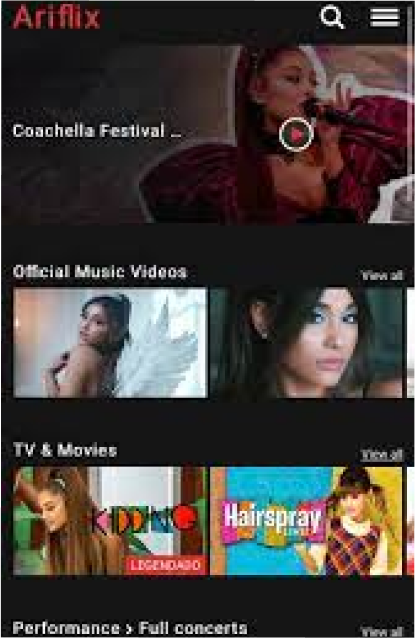 Ariflix
Coachella Festival ...
Official Music Videos
View all
TV & Movies
View all
KIDDING
LEGENDADO
Hairspray
LIVE!
Performance > Full concerts
View all